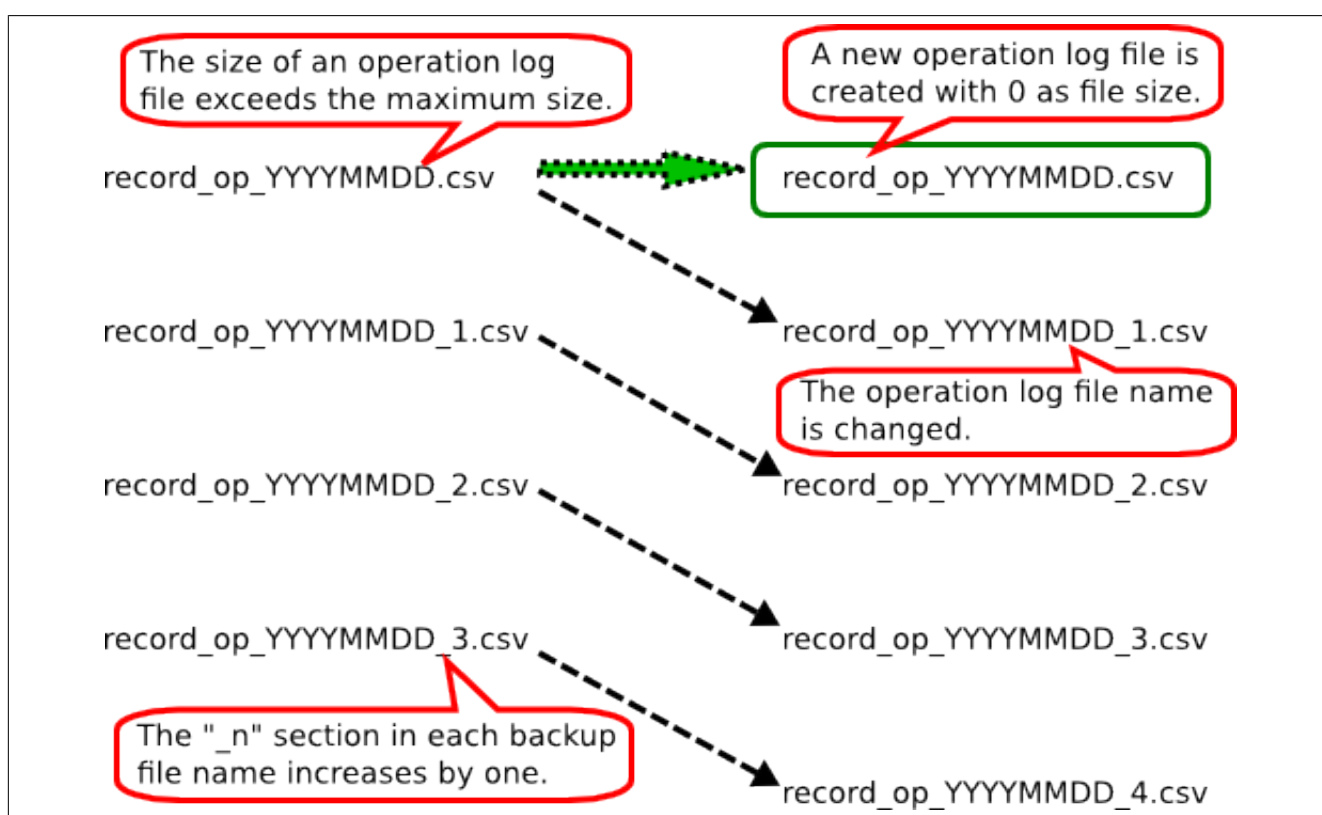 The size of an operation log
file exceeds the maximum size.
A new operation log file is
created with 0 as file size.
record_op_YYYYMMDD.csv
record_op_YYYYMMDD.csv
record_op_YYYYMMDD_1.csv
record_op_YYYYMMDD_1.csv
The operation log file name
is changed.
record_op_YYYYMMDD_2.csv
record_op_YYYYMMDD_2.csv
record_op_YYYYMMDD_3.csv
record_op_YYYYMMDD_3.csv
The "_n" section in each backup
file name increases by one.
record_op_YYYYMMDD_4.csv